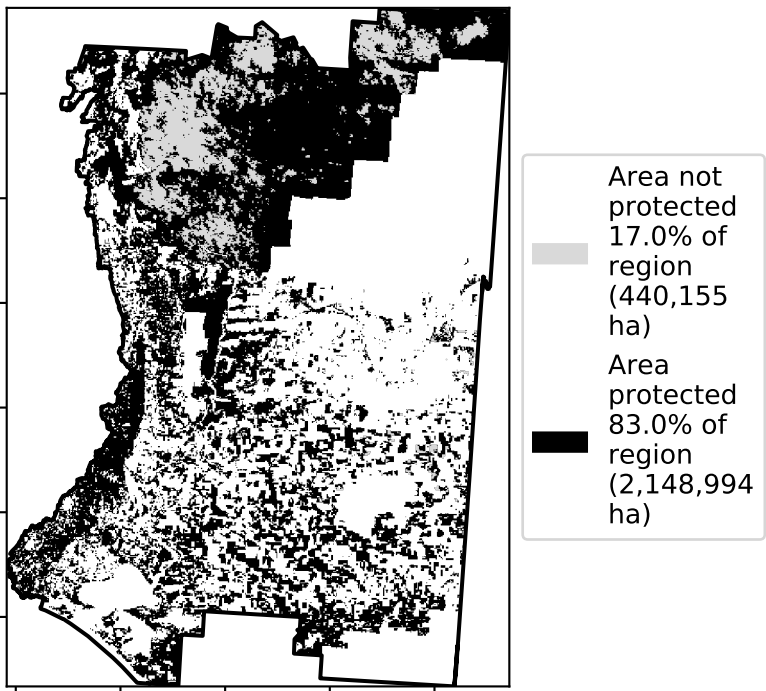 Area not
protected
17.0% of
region
(440,155
ha)
Area
protected
83.0% of
region
(2,148,994
ha)